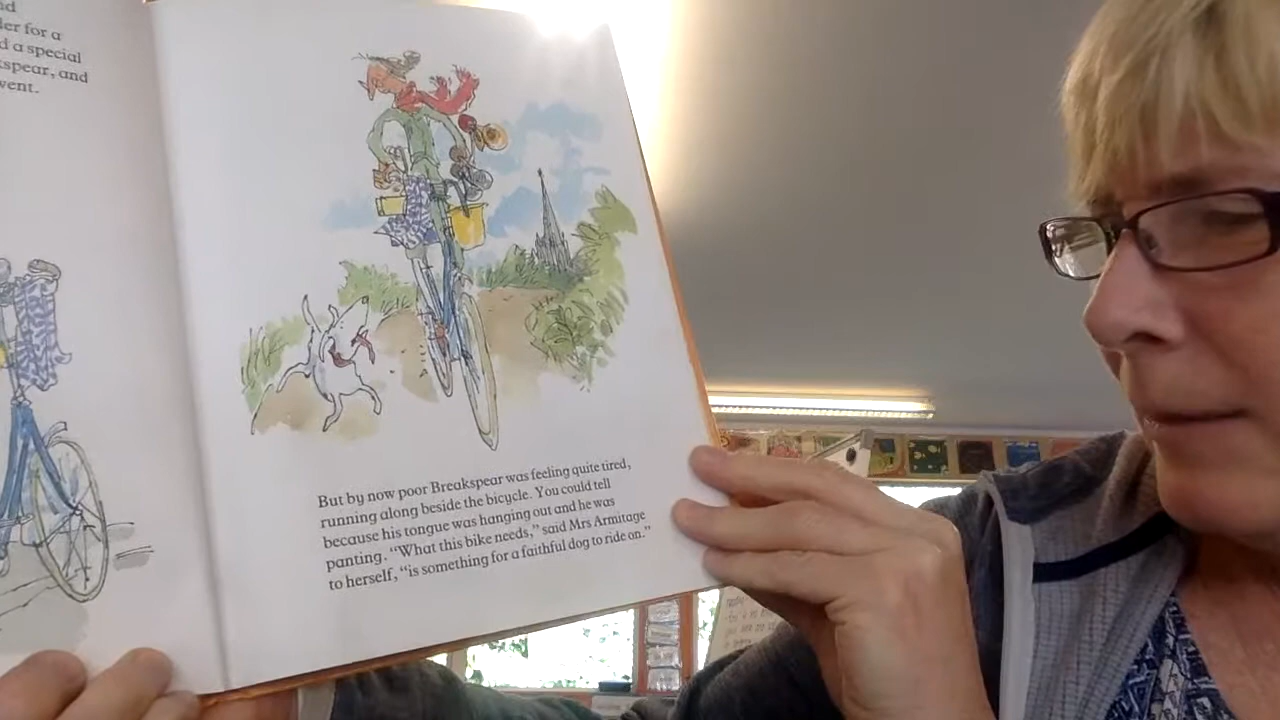 for a
d a special
spear, and
went.
But by now poor Breakspear was feeling quite tired,
running along beside the bicycle. You could tell
because his tongue was hanging out and he was
panting. “What this bike needs,” said Mrs Armitage
to herself, “is something for a faithful dog to ride on.”